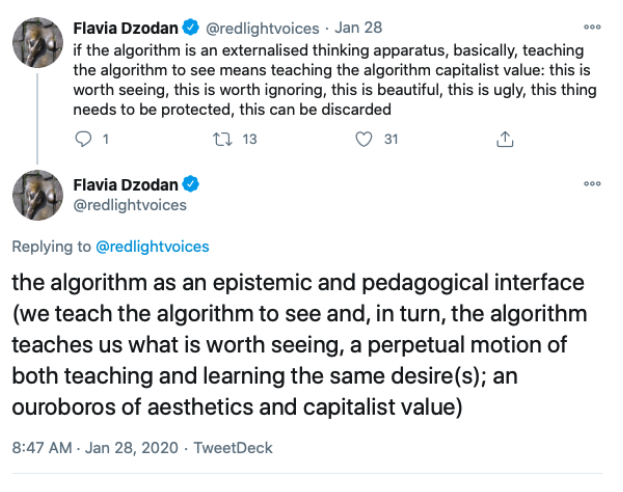 Flavia Dzodan @redlightvoices · Jan 28
if the algorithm is an externalised thinking apparatus, basically, teaching
the algorithm to see means teaching the algorithm capitalist value: this is
worth seeing, this is worth ignoring, this is beautiful, this is ugly, this thing
needs to be protected, this can be discarded
1 13 31
Flavia Dzodan
@redlightvoices
Replying to @redlightvoices
the algorithm as an epistemic and pedagogical interface
(we teach the algorithm to see and, in turn, the algorithm
teaches us what is worth seeing, a perpetual motion of
both teaching and learning the same desire(s); an
ouroboros of aesthetics and capitalist value)
8:47 AM · Jan 28, 2020 · TweetDeck